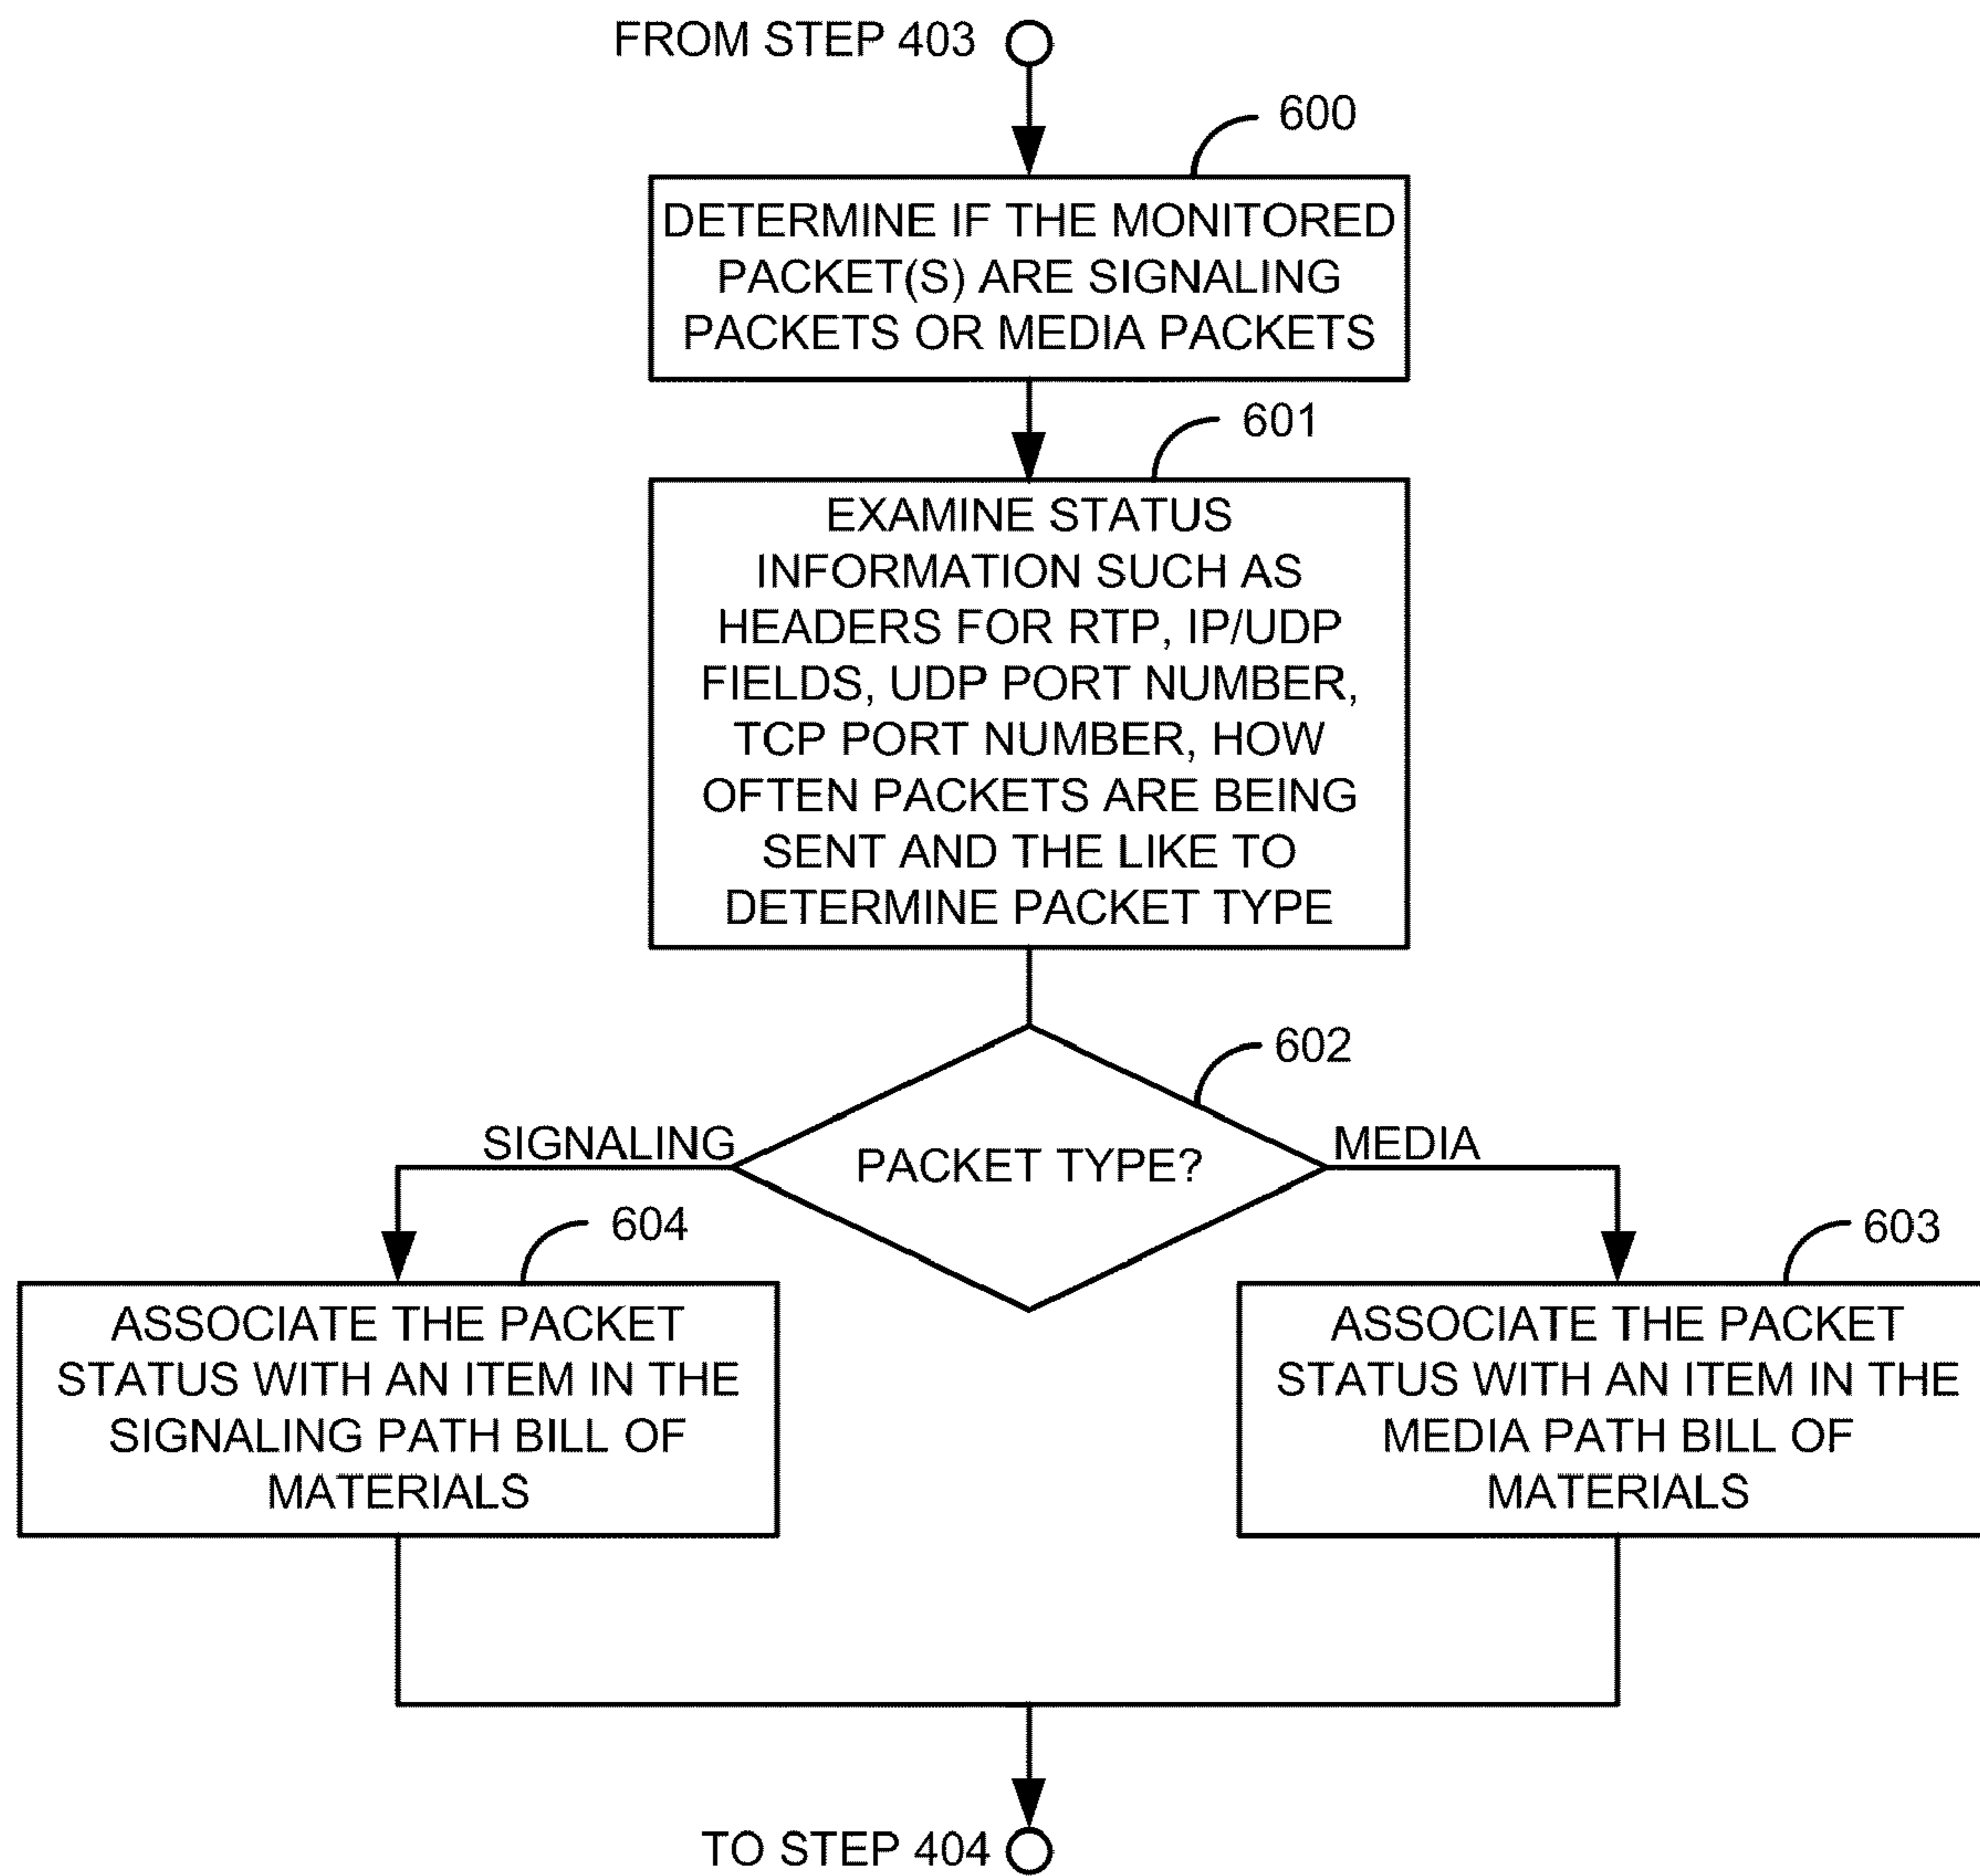 FROM STEP 403
600
DETERMINE IF THE MONITORED
PACKET(S) ARE SIGNALING
PACKETS OR MEDIA PACKETS
601
EXAMINE STATUS
INFORMATION SUCH AS
HEADERS FOR RTP, IP/UDP
FIELDS, UDP PORT NUMBER,
TCP PORT NUMBER, HOW
OFTEN PACKETS ARE BEING
SENT AND THE LIKE TO
DETERMINE PACKET TYPE
602
SIGNALING
PACKET TYPE?
MEDIA
604
ASSOCIATE THE PACKET
STATUS WITH AN ITEM IN THE
SIGNALING PATH BILL OF
MATERIALS
603
ASSOCIATE THE PACKET
STATUS WITH AN ITEM IN THE
MEDIA PATH BILL OF
MATERIALS
TO STEP 404